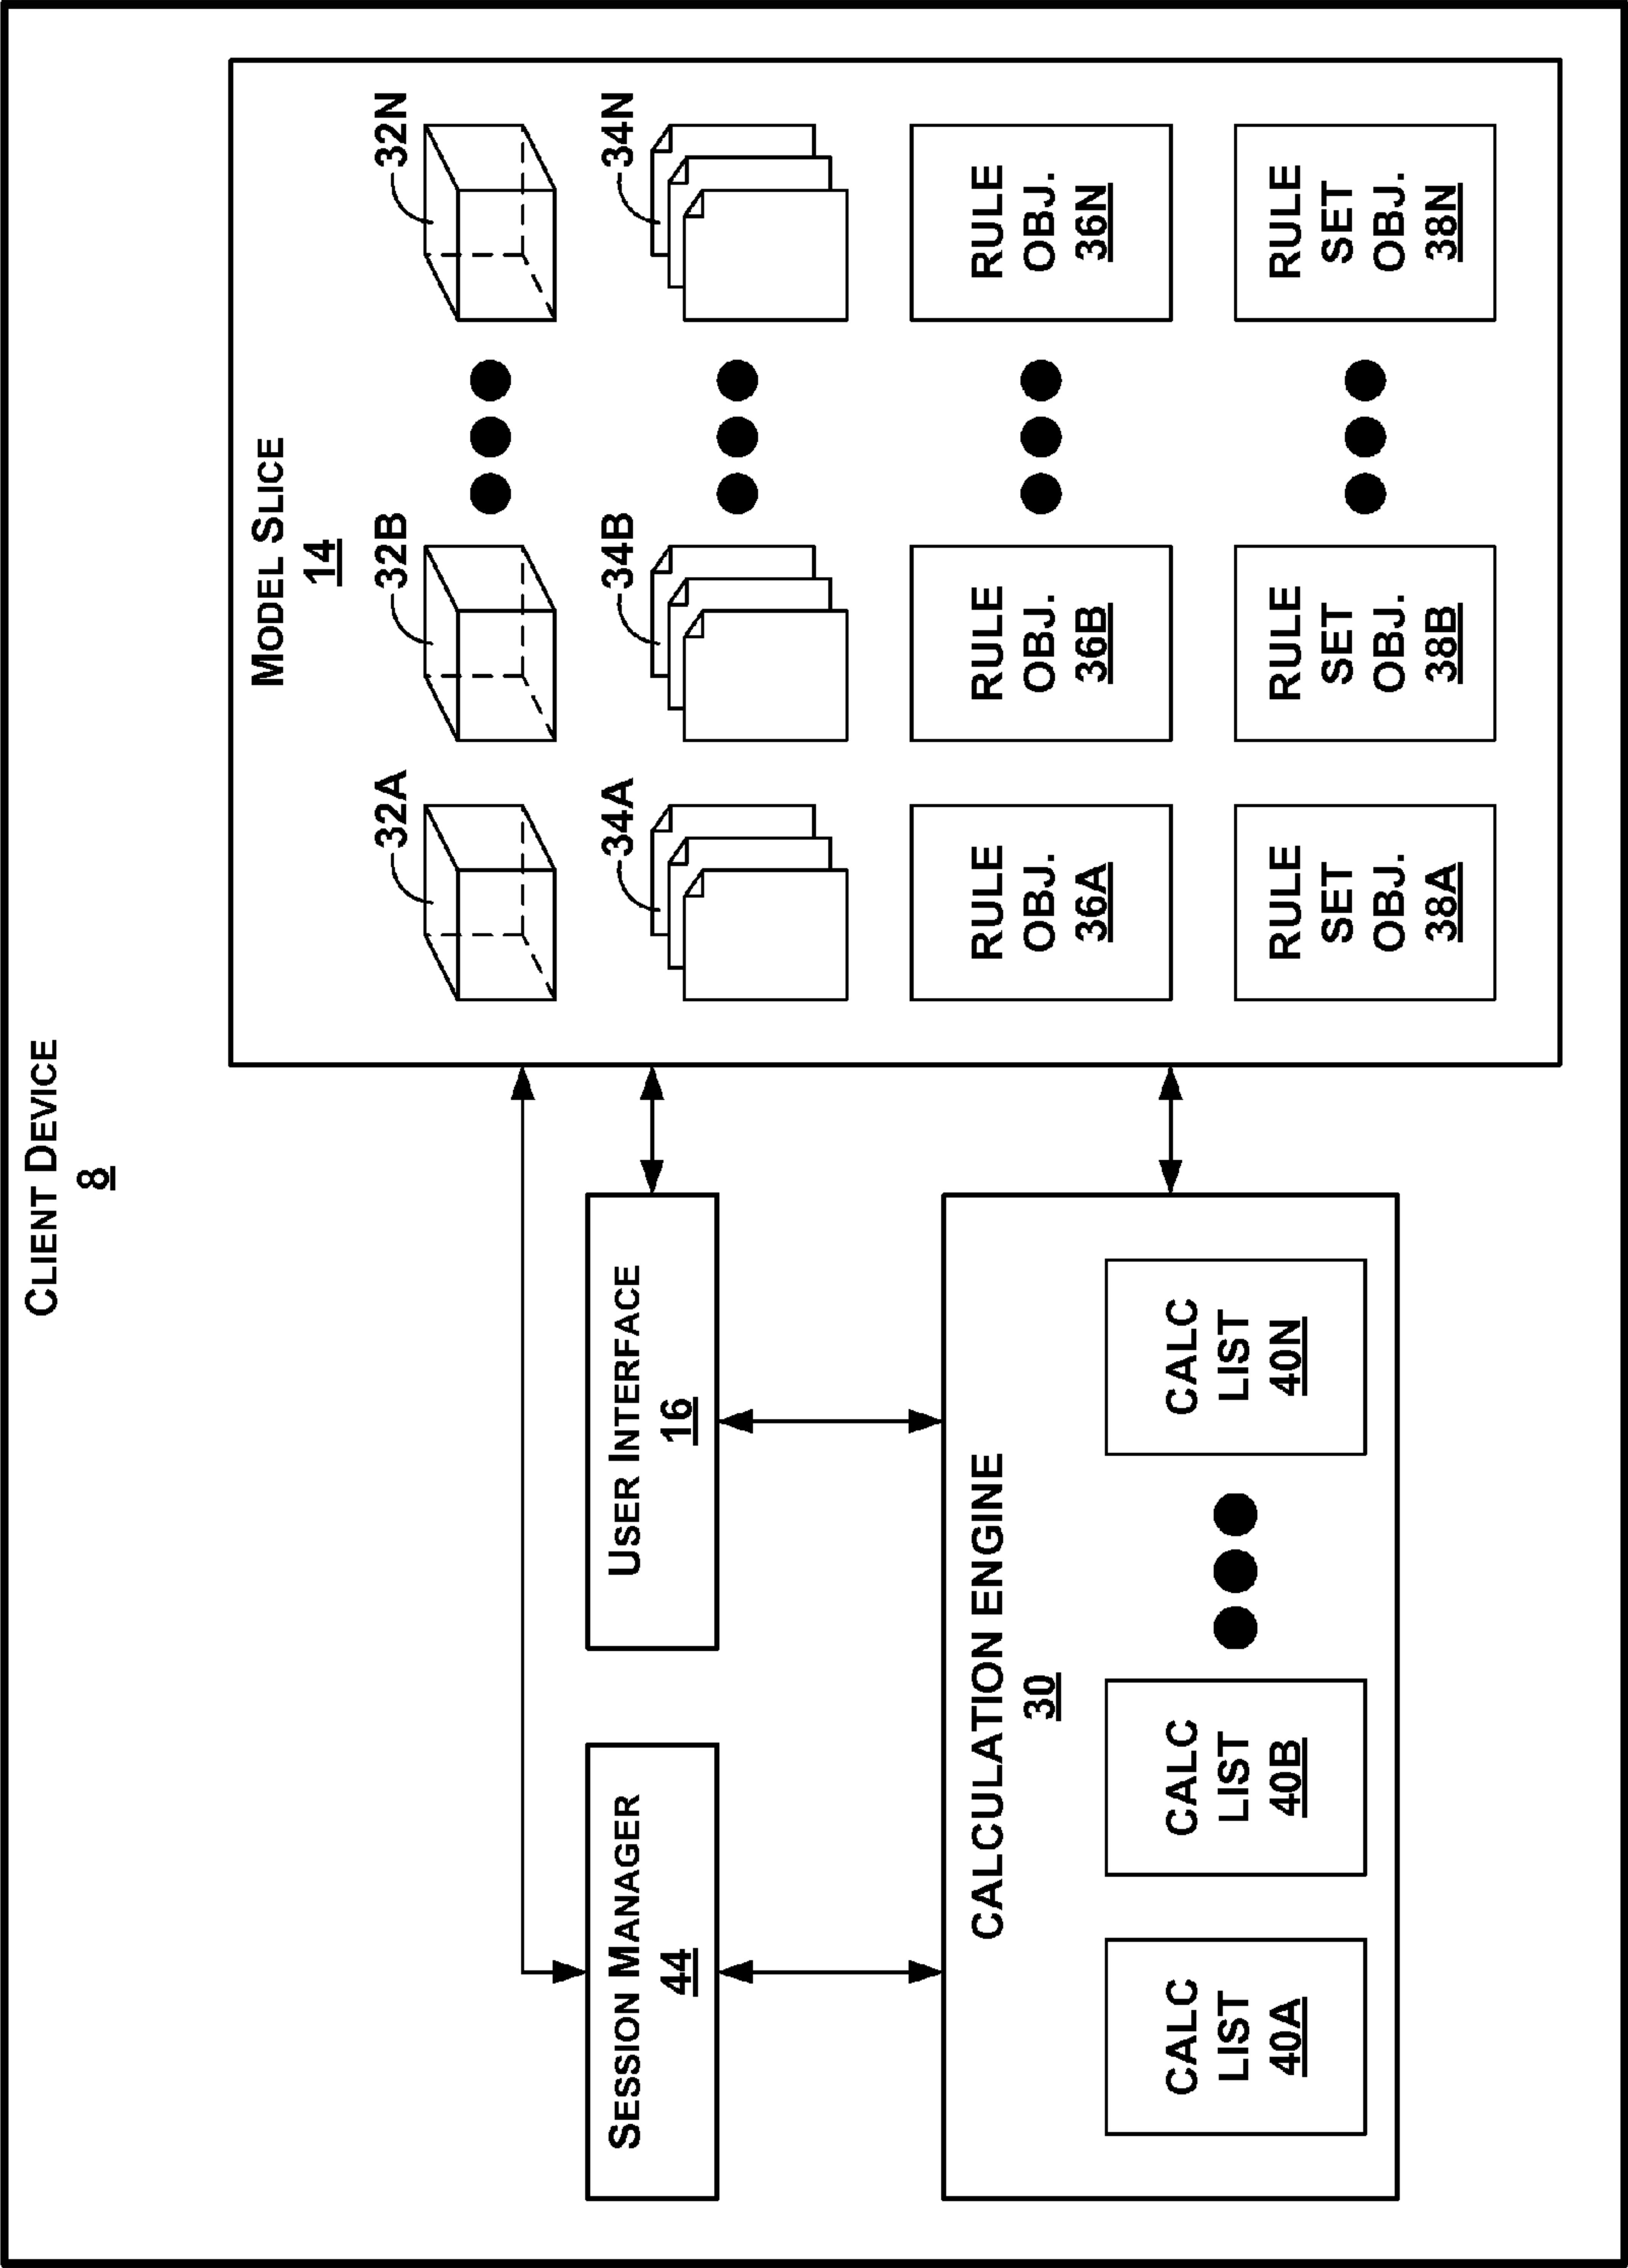 CLIENT DEVICE
8
MODEL SLICE
14
32A
32B
32N
34A
34B
34N
RULE
OBJ.
36A
RULE
OBJ.
36B
RULE
OBJ.
36N
RULE
SET
OBJ.
38A
RULE
SET
OBJ.
38B
RULE
SET
OBJ.
38N
SESSION MANAGER
44
USER INTERFACE
16
CALCULATION ENGINE
30
CALC
LIST
40A
CALC
LIST
40B
CALC
LIST
40N